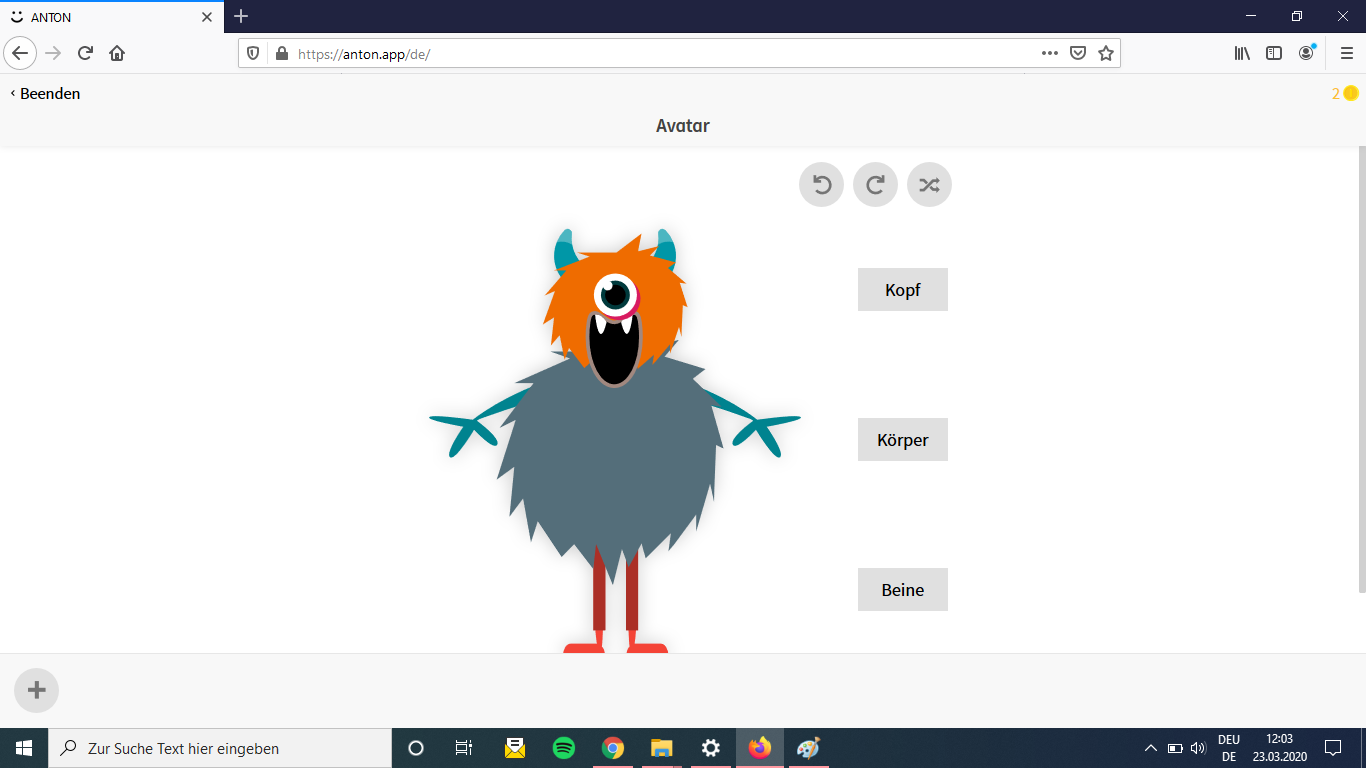 ANTON
https://anton.app/de/
Beenden
2
Avatar
Kopf
Körper
Beine
Zur Suche Text hier eingeben
DEU
DE
12:03
23.03.2020